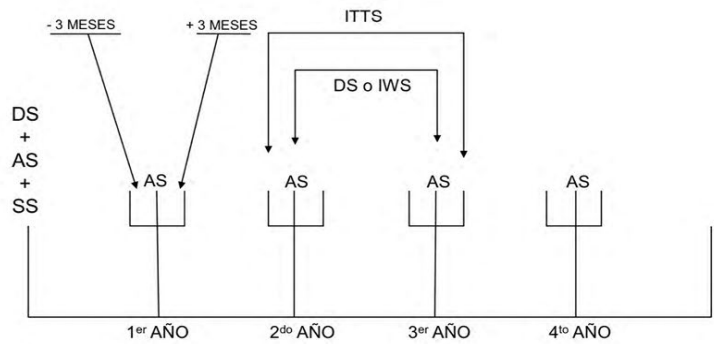 - 3 MESES
+ 3 MESES
ITTS
DS o IWS
DS
+
AS
+
SS
AS
AS
AS
AS
1er AÑO
2do AÑO
3er AÑO
4to AÑO